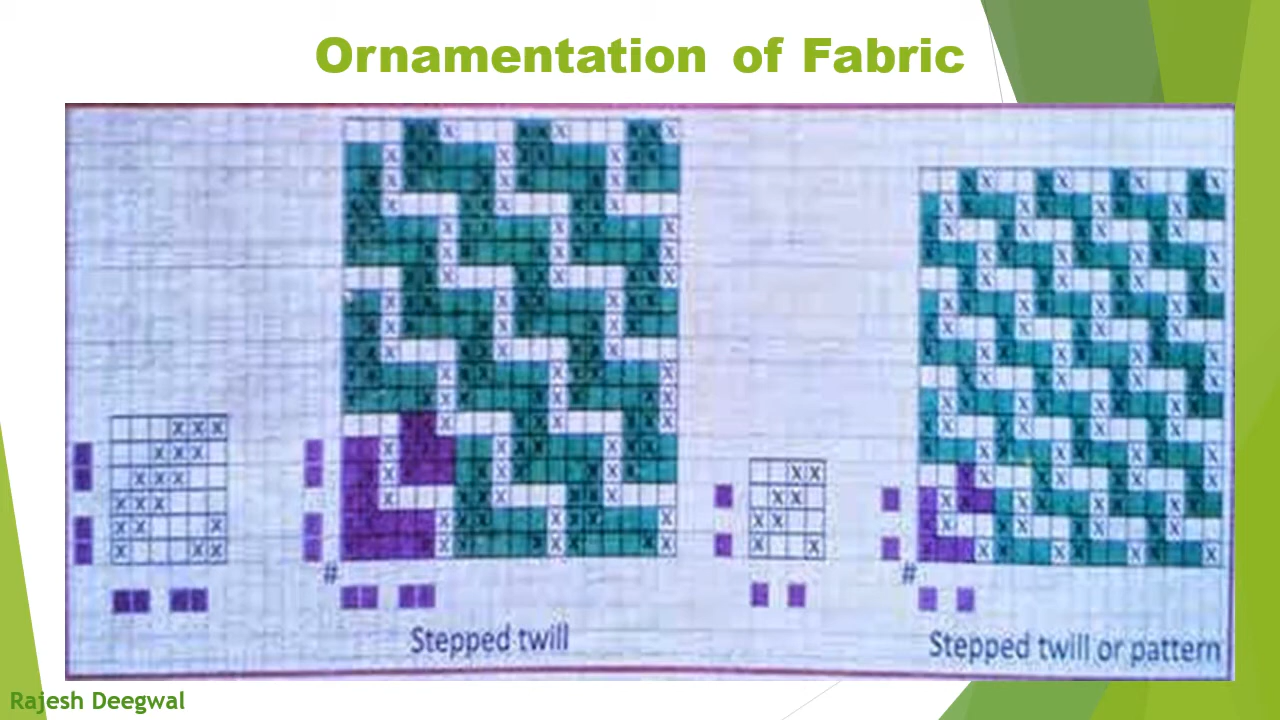 Ornamentation of Fabric
#
#
Stepped twill
Stepped twill or pattern
Rajesh Deegwal